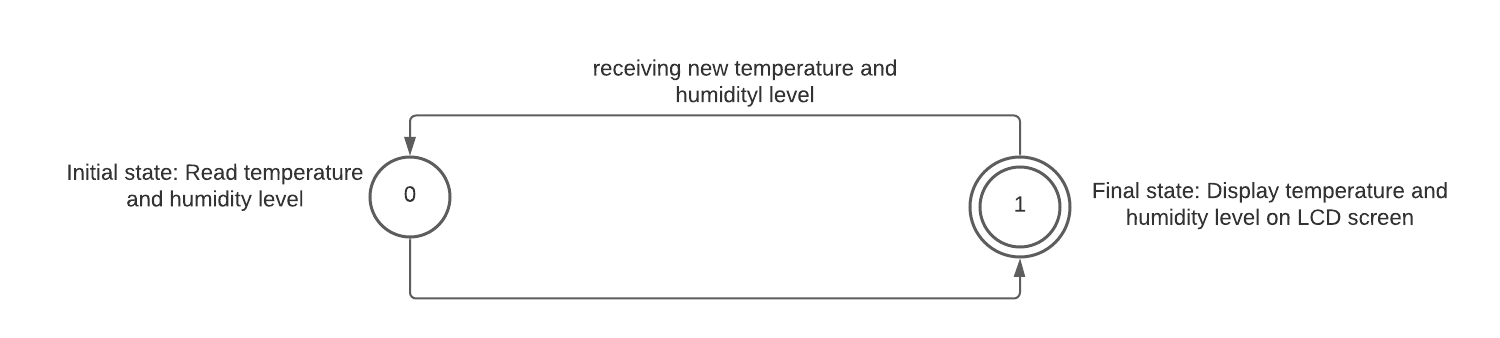 receiving new temperature and
humidityl level
Initial state: Read temperature
and humidity level
0
1
Final state: Display temperature and
humidity level on LCD screen